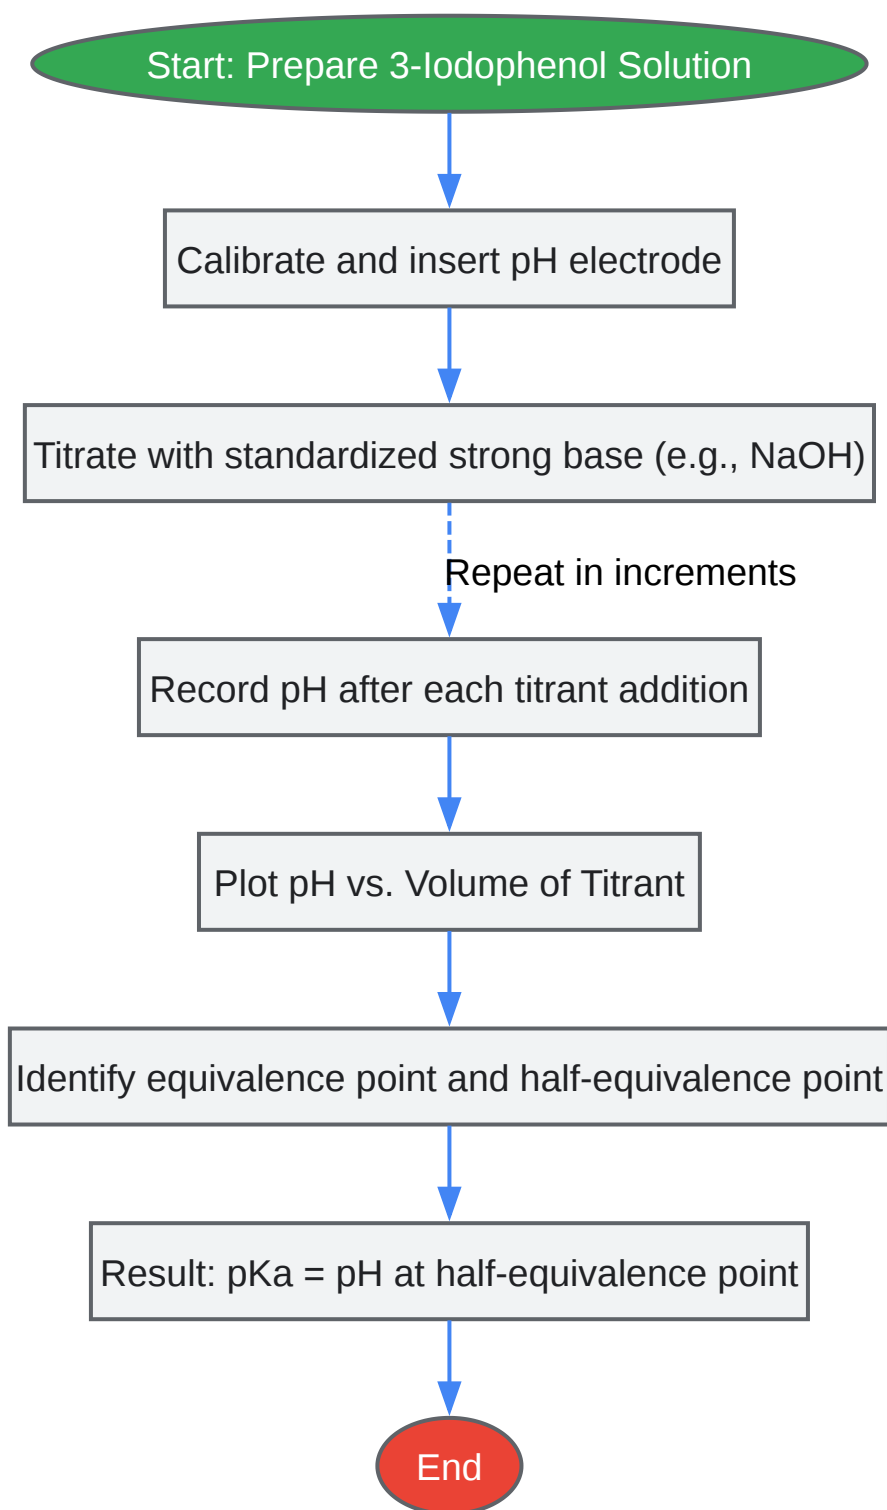 Start: Prepare 3-Iodophenol Solution
Calibrate and insert pH electrode
Titrate with standardized strong base (e.g., NaOH)
Repeat in increments
Record pH after each titrant addition
Plot pH vs. Volume of Titrant
Identify equivalence point and half-equivalence point
Result: pKa = pH at half-equivalence point
End